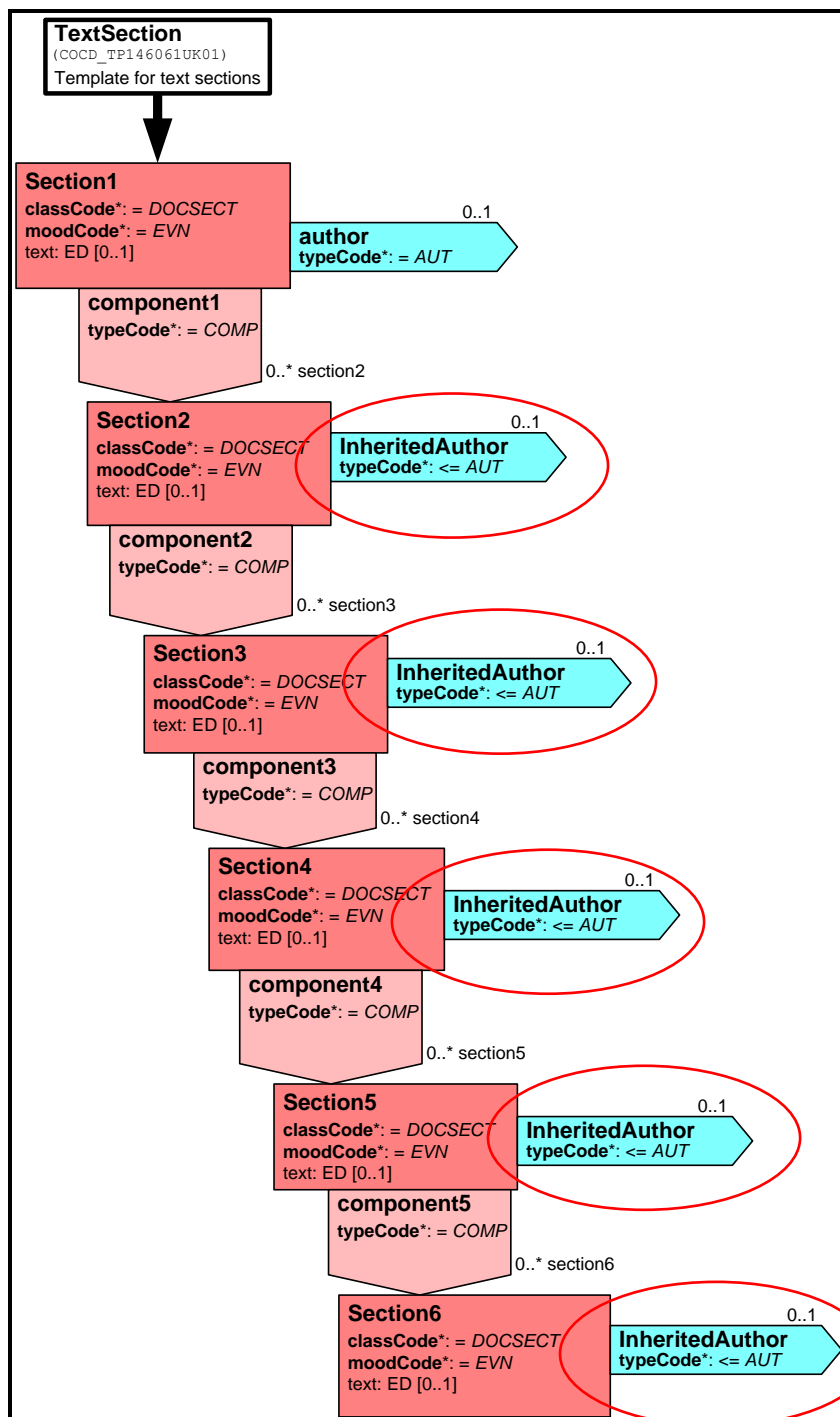 TextSection
(COCD_TP146061UK01)
Template for text sections
Section1
classCode*: = DOCSECT
moodCode*: = EVN
text: ED [0..1]
0..1
author
typeCode*: = AUT
component1
typeCode*: = COMP
0..* section2
Section2
classCode*: = DOCSECT
moodCode*: = EVN
text: ED [0..1]
0..1
InheritedAuthor
typeCode*: <= AUT
component2
typeCode*: = COMP
0..* section3
Section3
classCode*: = DOCSECT
moodCode*: = EVN
text: ED [0..1]
0..1
InheritedAuthor
typeCode*: <= AUT
component3
typeCode*: = COMP
0..* section4
Section4
classCode*: = DOCSECT
moodCode*: = EVN
text: ED [0..1]
0..1
InheritedAuthor
typeCode*: <= AUT
component4
typeCode*: = COMP
0..* section5
Section5
classCode*: = DOCSECT
moodCode*: = EVN
text: ED [0..1]
0..1
InheritedAuthor
typeCode*: <= AUT
component5
typeCode*: = COMP
0..* section6
Section6
classCode*: = DOCSECT
moodCode*: = EVN
text: ED [0..1]
0..1
InheritedAuthor
typeCode*: <= AUT